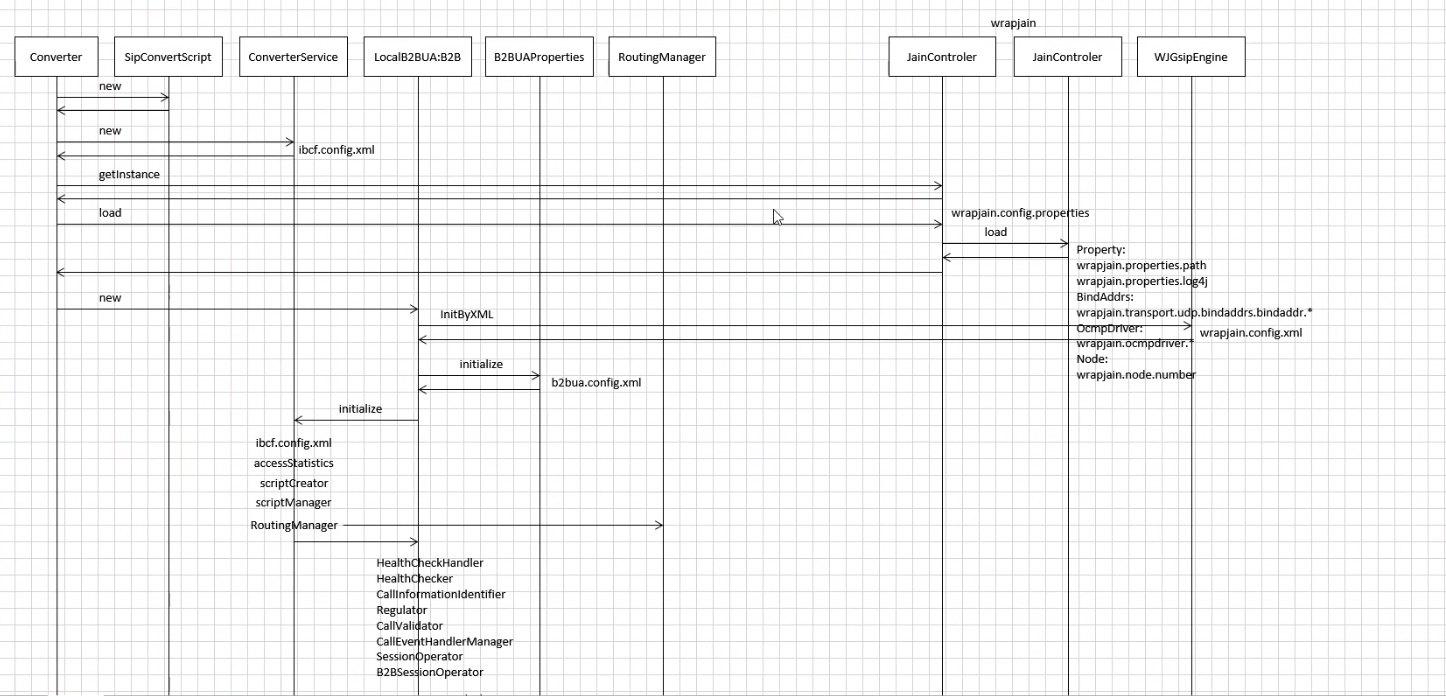 wrapjain
Converter
SipConvertScript
ConverterService
LocalB2BUA:B2B
B2BUAProperties
RoutingManager
JainControler
JainControler
WJGsipEngine
new
new
ibcf.config.xml
getInstance
load
wrapjain.config.properties
load
Property:
wrapjain.properties.path
wrapjain.properties.log4j
BindAddrs:
wrapjain.transport.udp.bindaddrs.bindaddr.*
OcmpDriver:
wrapjain.ocmpdriver.*
Node:
wrapjain.node.number
new
InitByXML
wrapjain.config.xml
initialize
b2bua.config.xml
initialize
ibcf.config.xml
accessStatistics
scriptCreator
scriptManager
RoutingManager
HealthCheckHandler
HealthChecker
CallInformationIdentifier
Regulator
CallValidator
CallEventHandlerManager
SessionOperator
B2BSessionOperator